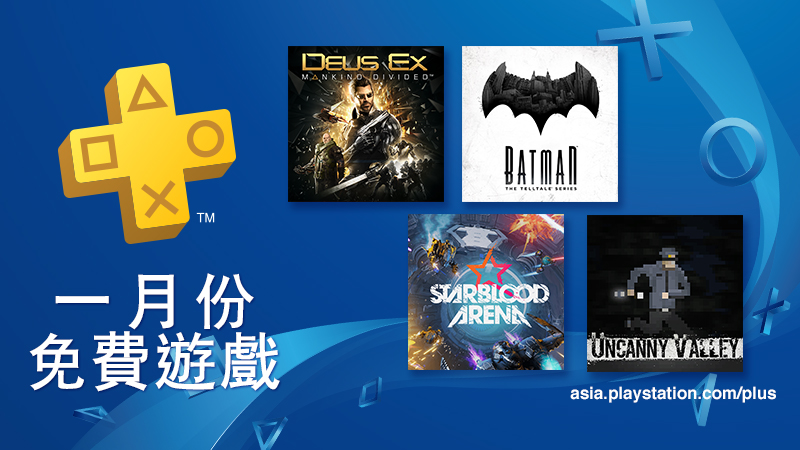 DEUS EX
MANKIND DIVIDED™
BATMAN
THE TELLTALE SERIES
TM
一月份
免費遊戲
STARBLOOD
ARENA
UNCANNY VALLEY
asia.playstation.com/plus